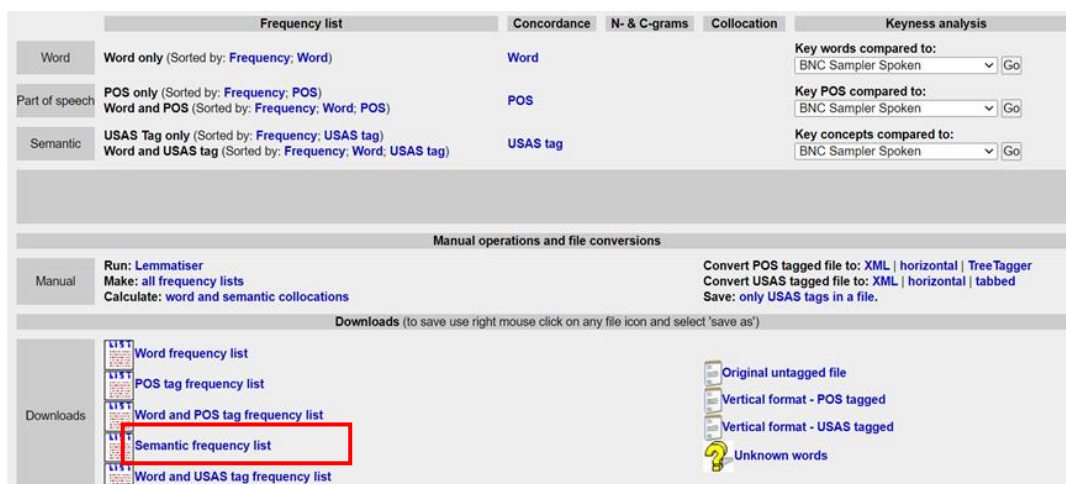 Frequency list Concordance N- & C-grams Collocation Keyness analysis
Word
Word only (Sorted by: Frequency; Word)
Word
Key words compared to:
BNC Sampler Spoken Go
Part of speech
POS only (Sorted by: Frequency; POS)
Word and POS (Sorted by: Frequency; Word; POS)
POS
Key POS compared to:
BNC Sampler Spoken Go
Semantic
USAS Tag only (Sorted by: Frequency; USAS tag)
Word and USAS tag (Sorted by: Frequency; Word; USAS tag)
USAS tag
Key concepts compared to:
BNC Sampler Spoken Go
Manual operations and file conversions
Manual
Run: Lemmatiser
Make: all frequency lists
Calculate: word and semantic collocations
Convert POS tagged file to: XML | horizontal | TreeTagger
Convert USAS tagged file to: XML | horizontal | tabbed
Save: only USAS tags in a file.
Downloads (to save use right mouse click on any file icon and select 'save as')
Downloads
LIST Word frequency list
LIST POS tag frequency list
LIST Word and POS tag frequency list
LIST Semantic frequency list
LIST Word and USAS tag frequency list
Original untagged file
Vertical format - POS tagged
Vertical format - USAS tagged
Unknown words